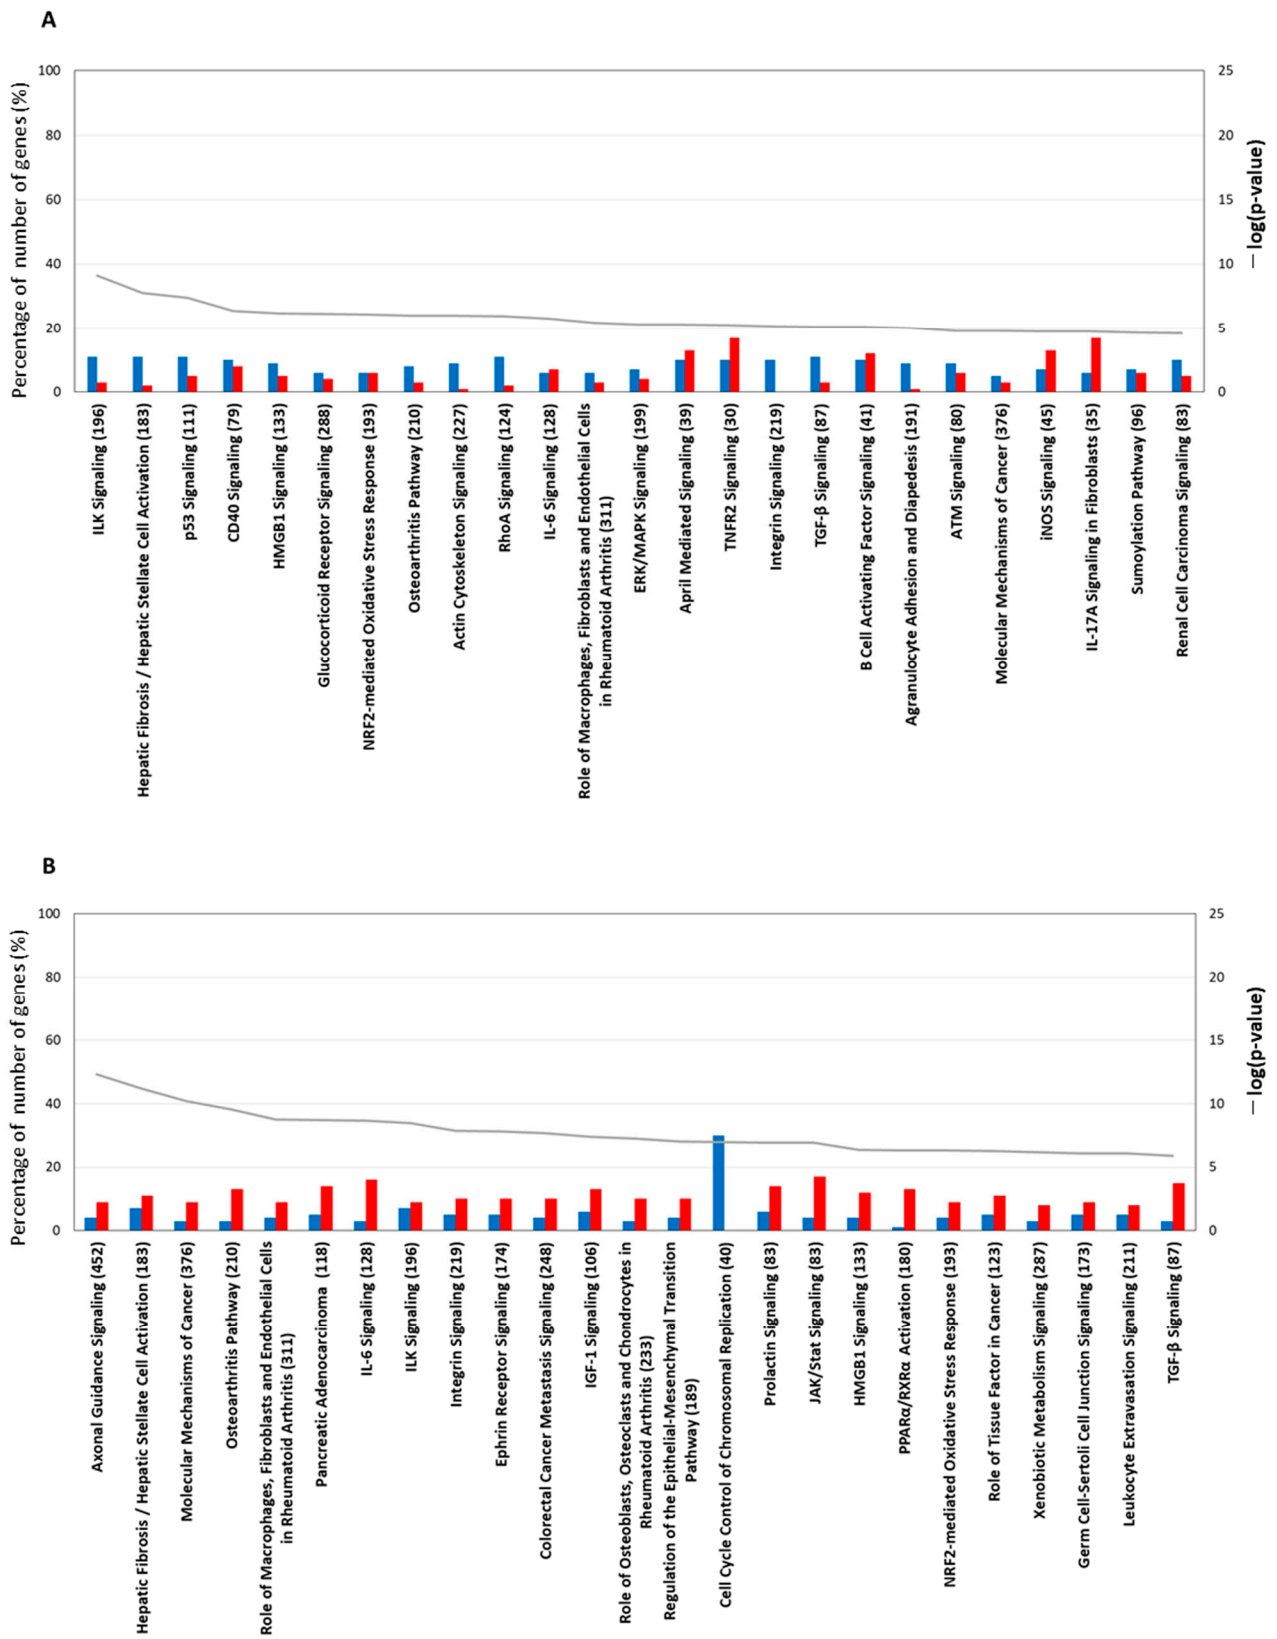 A
Percentage of number of genes (%)
100
80
60
40
20
0
25
20
15
10
5
0
— log(p-value)
ILK Signaling (196)
Hepatic Fibrosis / Hepatic Stellate Cell Activation (183)
p53 Signaling (111)
CD40 Signaling (79)
HMGB1 Signaling (133)
Glucocorticoid Receptor Signaling (288)
NRF2-mediated Oxidative Stress Response (193)
Osteoarthritis Pathway (210)
Actin Cytoskeleton Signaling (227)
RhoA Signaling (124)
IL-6 Signaling (128)
Role of Macrophages, Fibroblasts and Endothelial Cells
in Rheumatoid Arthritis (311)
ERK/MAPK Signaling (199)
April Mediated Signaling (39)
TNFR2 Signaling (30)
Integrin Signaling (219)
TGF-β Signaling (87)
B Cell Activating Factor Signaling (41)
Agranulocyte Adhesion and Diapedesis (191)
ATM Signaling (80)
Molecular Mechanisms of Cancer (376)
iNOS Signaling (45)
IL-17A Signaling in Fibroblasts (35)
Sumoylation Pathway (96)
Renal Cell Carcinoma Signaling (83)
B
Percentage of number of genes (%)
100
80
60
40
20
0
25
20
15
10
5
0
— log(p-value)
Axonal Guidance Signaling (452)
Hepatic Fibrosis / Hepatic Stellate Cell Activation (183)
Molecular Mechanisms of Cancer (376)
Osteoarthritis Pathway (210)
Role of Macrophages, Fibroblasts and Endothelial Cells
in Rheumatoid Arthritis (311)
Pancreatic Adenocarcinoma (118)
IL-6 Signaling (128)
ILK Signaling (196)
Integrin Signaling (219)
Ephrin Receptor Signaling (174)
Colorectal Cancer Metastasis Signaling (248)
IGF-1 Signaling (106)
Role of Osteoblasts, Osteoclasts and Chondrocytes in
Rheumatoid Arthritis (233)
Regulation of the Epithelial-Mesenchymal Transition
Pathway (189)
Cell Cycle Control of Chromosomal Replication (40)
Prolactin Signaling (83)
JAK/Stat Signaling (83)
HMGB1 Signaling (133)
PPARα/RXRα Activation (180)
NRF2-mediated Oxidative Stress Response (193)
Role of Tissue Factor in Cancer (123)
Xenobiotic Metabolism Signaling (287)
Germ Cell-Sertoli Cell Junction Signaling (173)
Leukocyte Extravasation Signaling (211)
TGF-β Signaling (87)